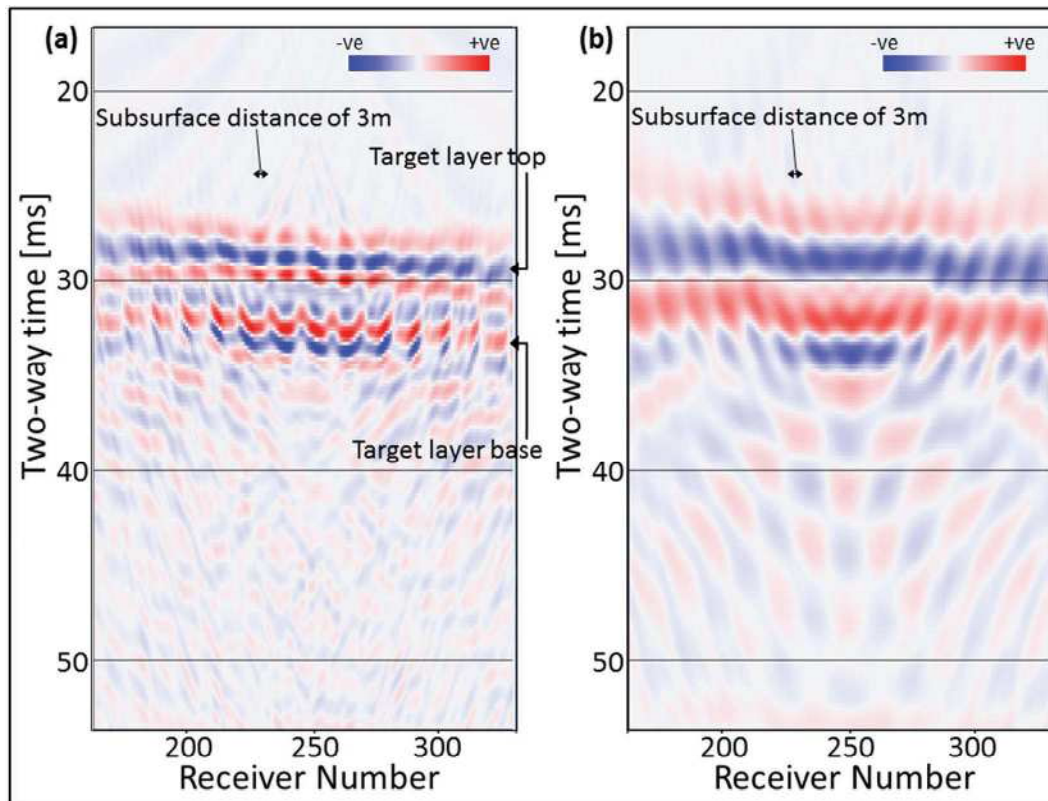 (a)
-ve
+ve
20
Subsurface distance of 3m
Target layer top
30
Target layer base
40
50
Two-way time [ms]
200
250
300
Receiver Number
(b)
-ve
+ve
20
Subsurface distance of 3m
30
40
50
Two-way time [ms]
200
250
300
Receiver Number